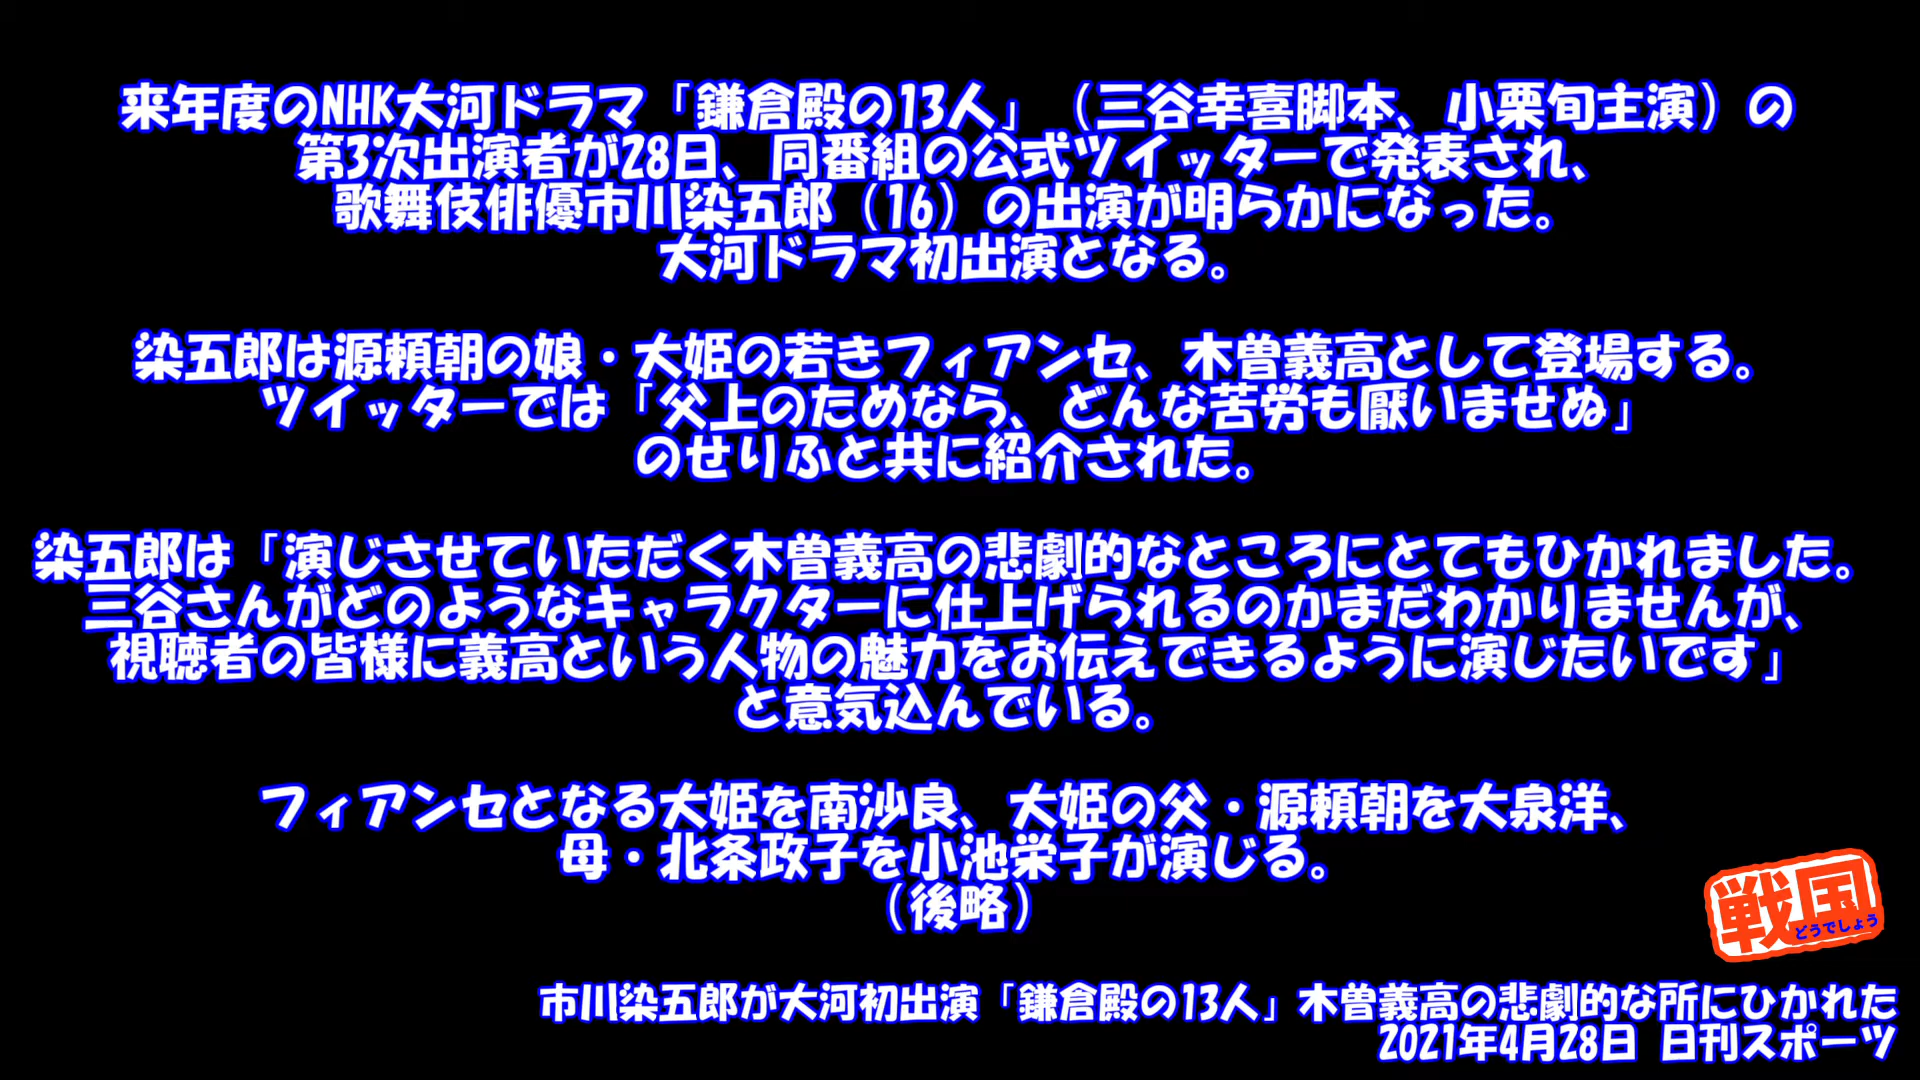 来年度のNHK大河ドラマ「鎌倉殿の13人」（三谷幸喜脚本、小栗旬主演）の
第3次出演者が28日、同番組の公式ツイッターで発表され、
歌舞伎俳優市川染五郎（16）の出演が明らかになった。
大河ドラマ初出演となる。
染五郎は源頼朝の娘・大姫の若きフィアンセ、木曽義高として登場する。
ツイッターでは「父上のためなら、どんな苦労も厭いませぬ」
のせりふと共に紹介された。
染五郎は「演じさせていただく木曽義高の悲劇的なところにとてもひかれました。
三谷さんがどのようなキャラクターに仕上げられるのかまだわかりませんが、
視聴者の皆様に義高という人物の魅力をお伝えできるように演じたいです」
と意気込んでいる。
フィアンセとなる大姫を南沙良、大姫の父・源頼朝を大泉洋、
母・北条政子を小池栄子が演じる。
（後略）
戦国
どうでしょう
市川染五郎が大河初出演「鎌倉殿の13人」木曽義高の悲劇的な所にひかれた
2021年4月28日 日刊スポーツ